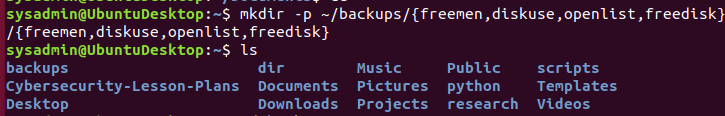 sysadmin@UbuntuDesktop:~$ mkdir -p ~/backups/{freemen,diskuse,openlist,freedisk}
/{freemen,diskuse,openlist,freedisk}
sysadmin@UbuntuDesktop:~$ ls
backups dir Music Public scripts
Cybersecurity-Lesson-Plans Documents Pictures python Templates
Desktop Downloads Projects research Videos